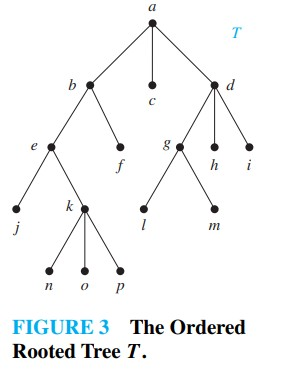 a
T
b
c
d
e
f
g
h
i
j
k
l
m
n
o
p
FIGURE 3 The Ordered
Rooted Tree T.